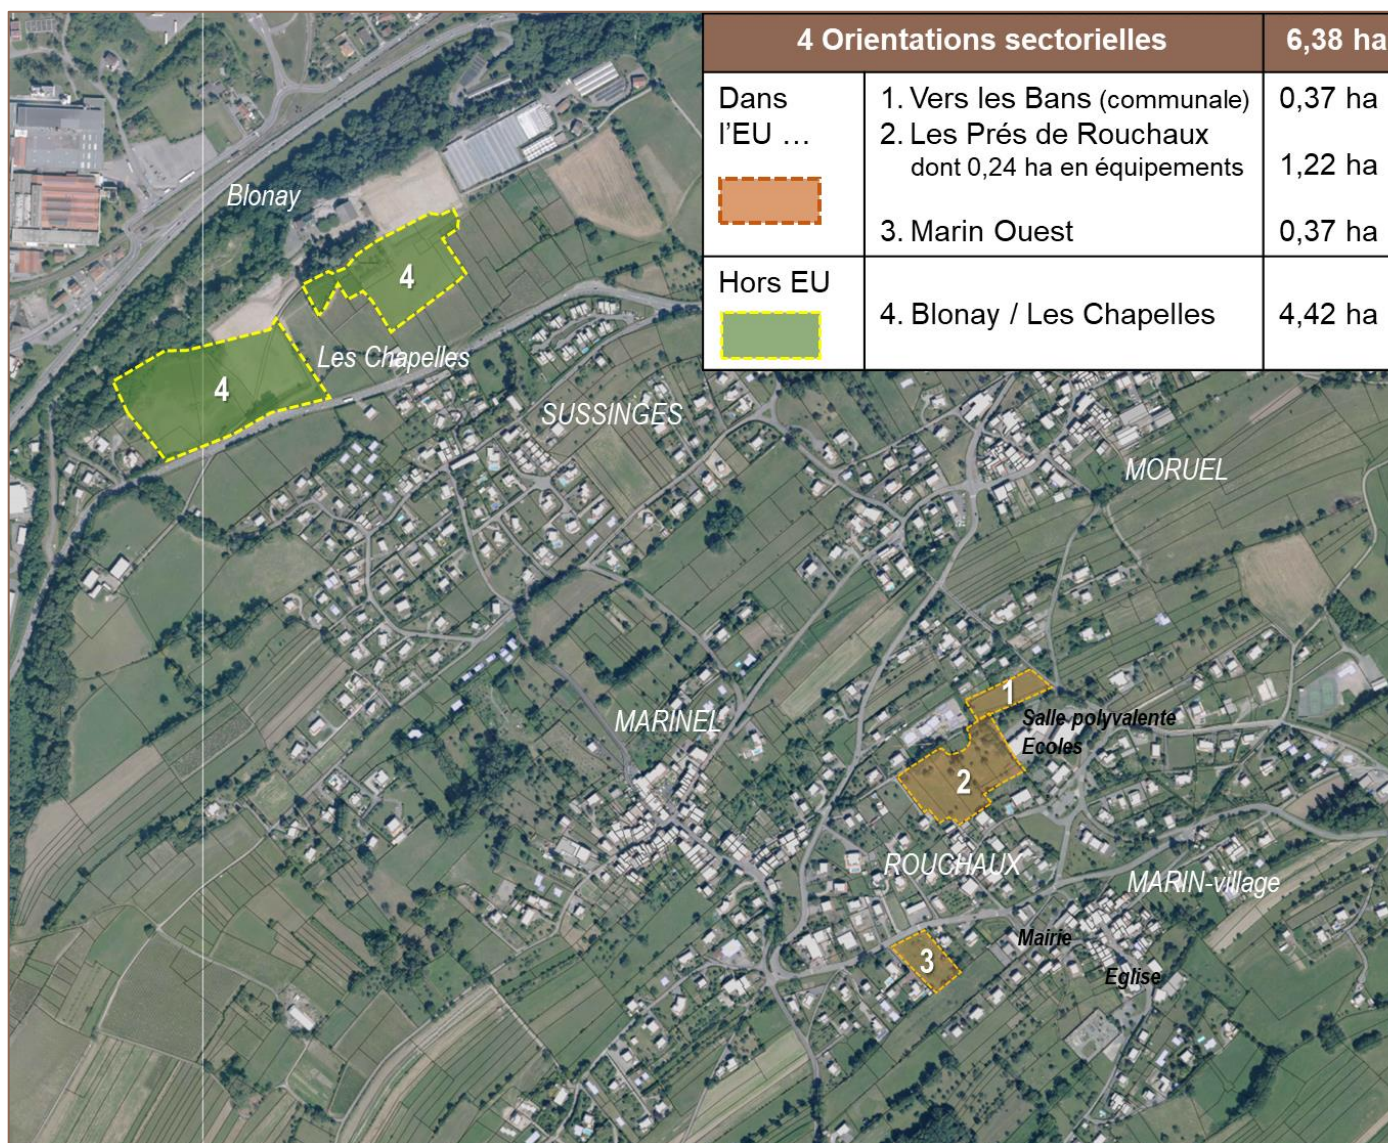 4 Orientations sectorielles 6,38 ha
Dans 1. Vers les Bans (communale) 0,37 ha
l'EU ... 2. Les Prés de Rouchaux
dont 0,24 ha en équipements 1,22 ha
3. Marin Ouest 0,37 ha
Hors EU
4. Blonay / Les Chapelles 4,42 ha
Blonay
4
Les Chapelles
4
SUSSINGES
MORUEL
1
MARINEL
Salle polyvalente
Ecoles
2
ROUCHAUX
MARIN-village
Mairie
3
Eglise